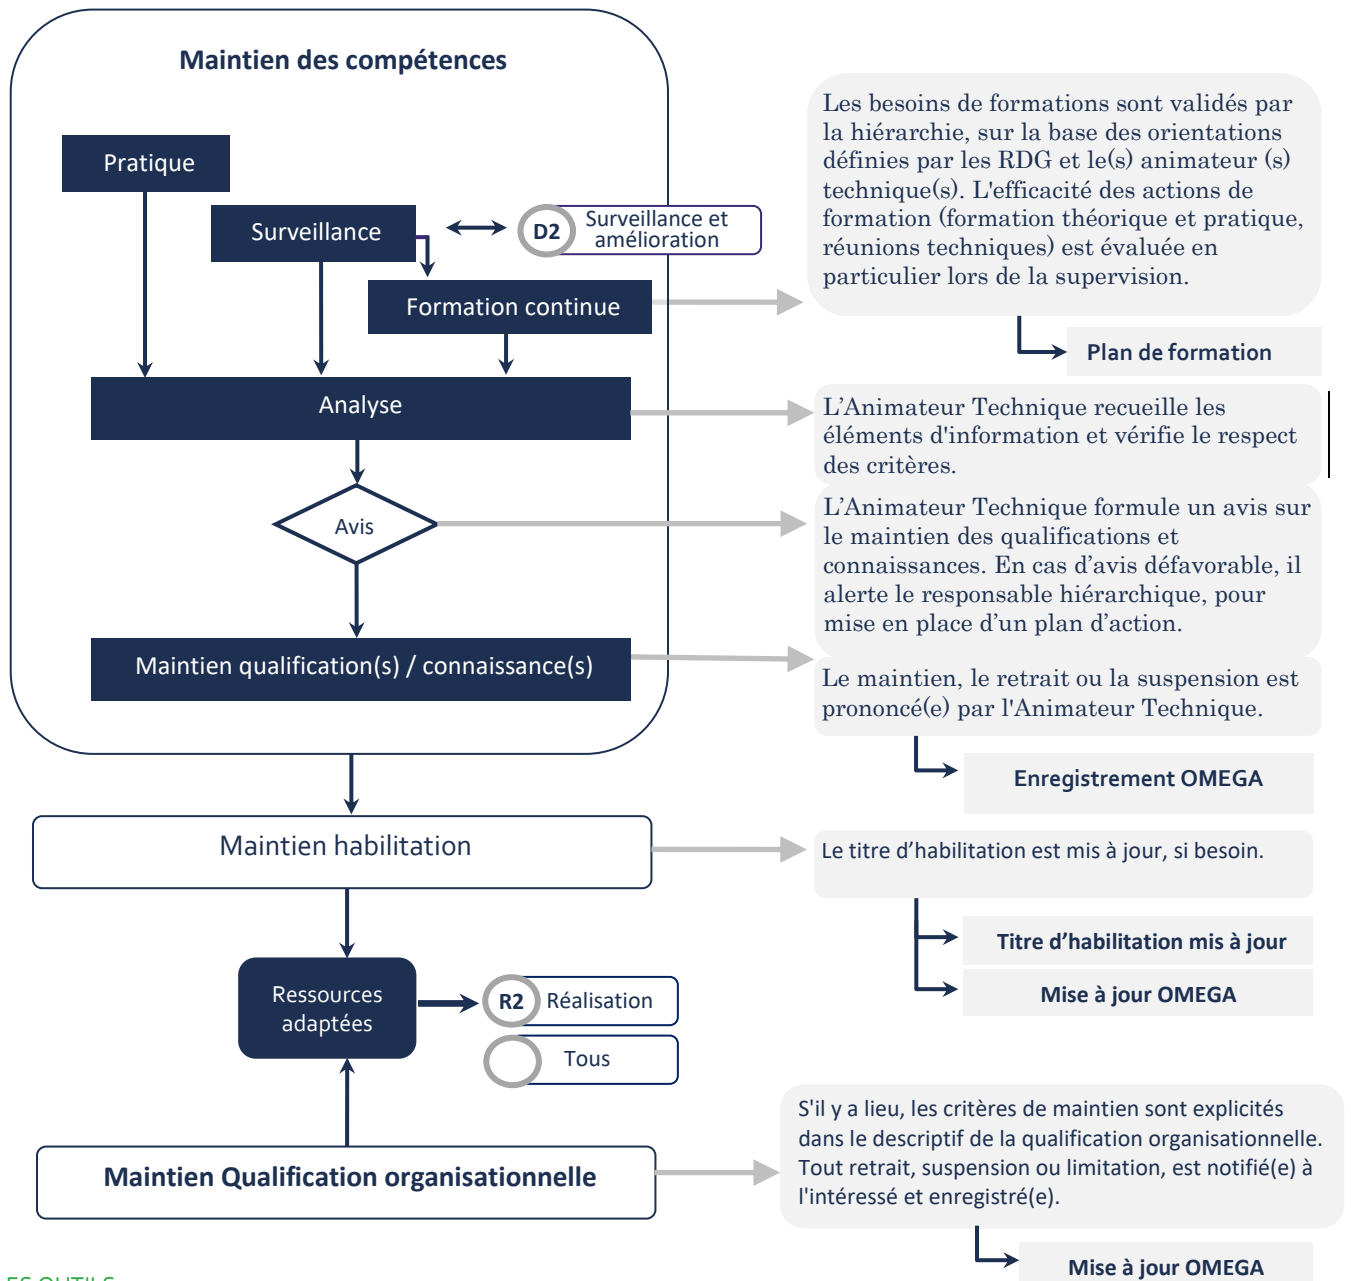 Maintien des compétences
Pratique
Surveillance
D2
Surveillance et
amélioration
Formation continue
Les besoins de formations sont validés par
la hiérarchie, sur la base des orientations
définies par les RDG et le(s) animateur (s)
technique(s). L'efficacité des actions de
formation (formation théorique et pratique,
réunions techniques) est évaluée en
particulier lors de la supervision.
Plan de formation
Analyse
L’Animateur Technique recueille les
éléments d'information et vérifie le respect
des critères.
Avis
L’Animateur Technique formule un avis sur
le maintien des qualifications et
connaissances. En cas d’avis défavorable, il
alerte le responsable hiérarchique, pour
mise en place d’un plan d’action.
Maintien qualification(s) / connaissance(s)
Le maintien, le retrait ou la suspension est
prononcé(e) par l'Animateur Technique.
Enregistrement OMEGA
Maintien habilitation
Le titre d’habilitation est mis à jour, si besoin.
Titre d’habilitation mis à jour
Mise à jour OMEGA
Ressources
adaptées
R2
Réalisation
Tous
Maintien Qualification organisationnelle
S'il y a lieu, les critères de maintien sont explicités
dans le descriptif de la qualification organisationnelle.
Tout retrait, suspension ou limitation, est notifié(e) à
l'intéressé et enregistré(e).
Mise à jour OMEGA